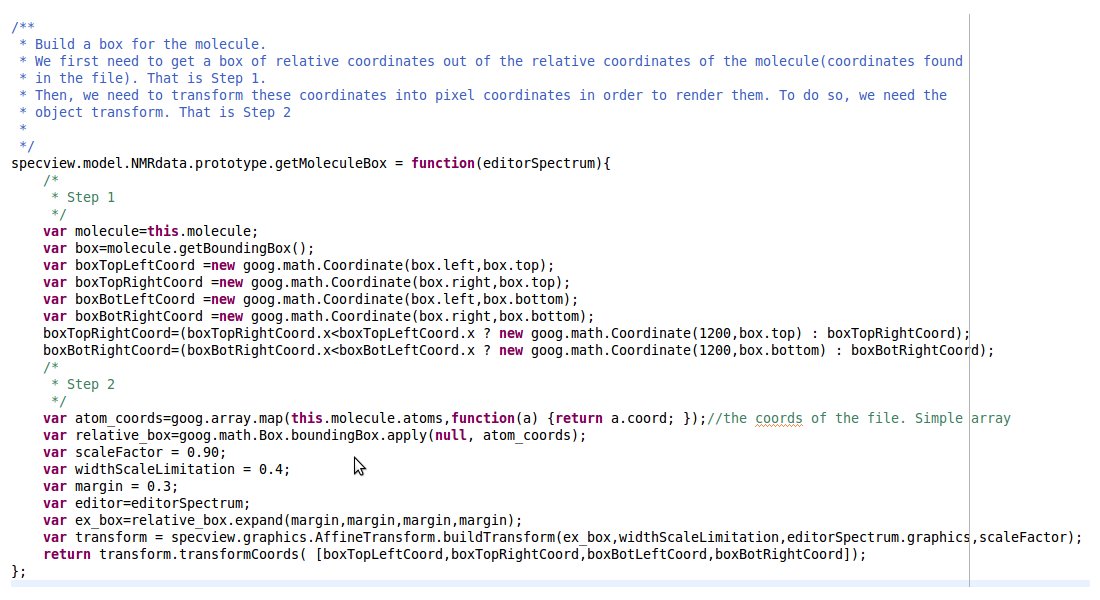 /**
 * Build a box for the molecule.
 * We first need to get a box of relative coordinates out of the relative coordinates of the molecule(coordinates found
 * in the file). That is Step 1.
 * Then, we need to transform these coordinates into pixel coordinates in order to render them. To do so, we need the
 * object transform. That is Step 2
 *
 */
specview.model.NMRdata.prototype.getMoleculeBox = function(editorSpectrum){
    /*
     * Step 1
     */
    var molecule=this.molecule;
    var box=molecule.getBoundingBox();
    var boxTopLeftCoord =new goog.math.Coordinate(box.left,box.top);
    var boxTopRightCoord =new goog.math.Coordinate(box.right,box.top);
    var boxBotLeftCoord =new goog.math.Coordinate(box.left,box.bottom);
    var boxBotRightCoord =new goog.math.Coordinate(box.right,box.bottom);
    boxTopRightCoord=(boxTopRightCoord.x<boxTopLeftCoord.x ? new goog.math.Coordinate(1200,box.top) : boxTopRightCoord);
    boxBotRightCoord=(boxBotRightCoord.x<boxBotLeftCoord.x ? new goog.math.Coordinate(1200,box.bottom) : boxBotRightCoord);
    /*
     * Step 2
     */
    var atom_coords=goog.array.map(this.molecule.atoms,function(a) {return a.coord; });//the coords of the file. Simple array
    var relative_box=goog.math.Box.boundingBox.apply(null, atom_coords);
    var scaleFactor = 0.90;
    var widthScaleLimitation = 0.4;
    var margin = 0.3;
    var editor=editorSpectrum;
    var ex_box=relative_box.expand(margin,margin,margin,margin);
    var transform = specview.graphics.AffineTransform.buildTransform(ex_box,widthScaleLimitation,editorSpectrum.graphics,scaleFactor);
    return transform.transformCoords( [boxTopLeftCoord,boxTopRightCoord,boxBotLeftCoord,boxBotRightCoord]);
};